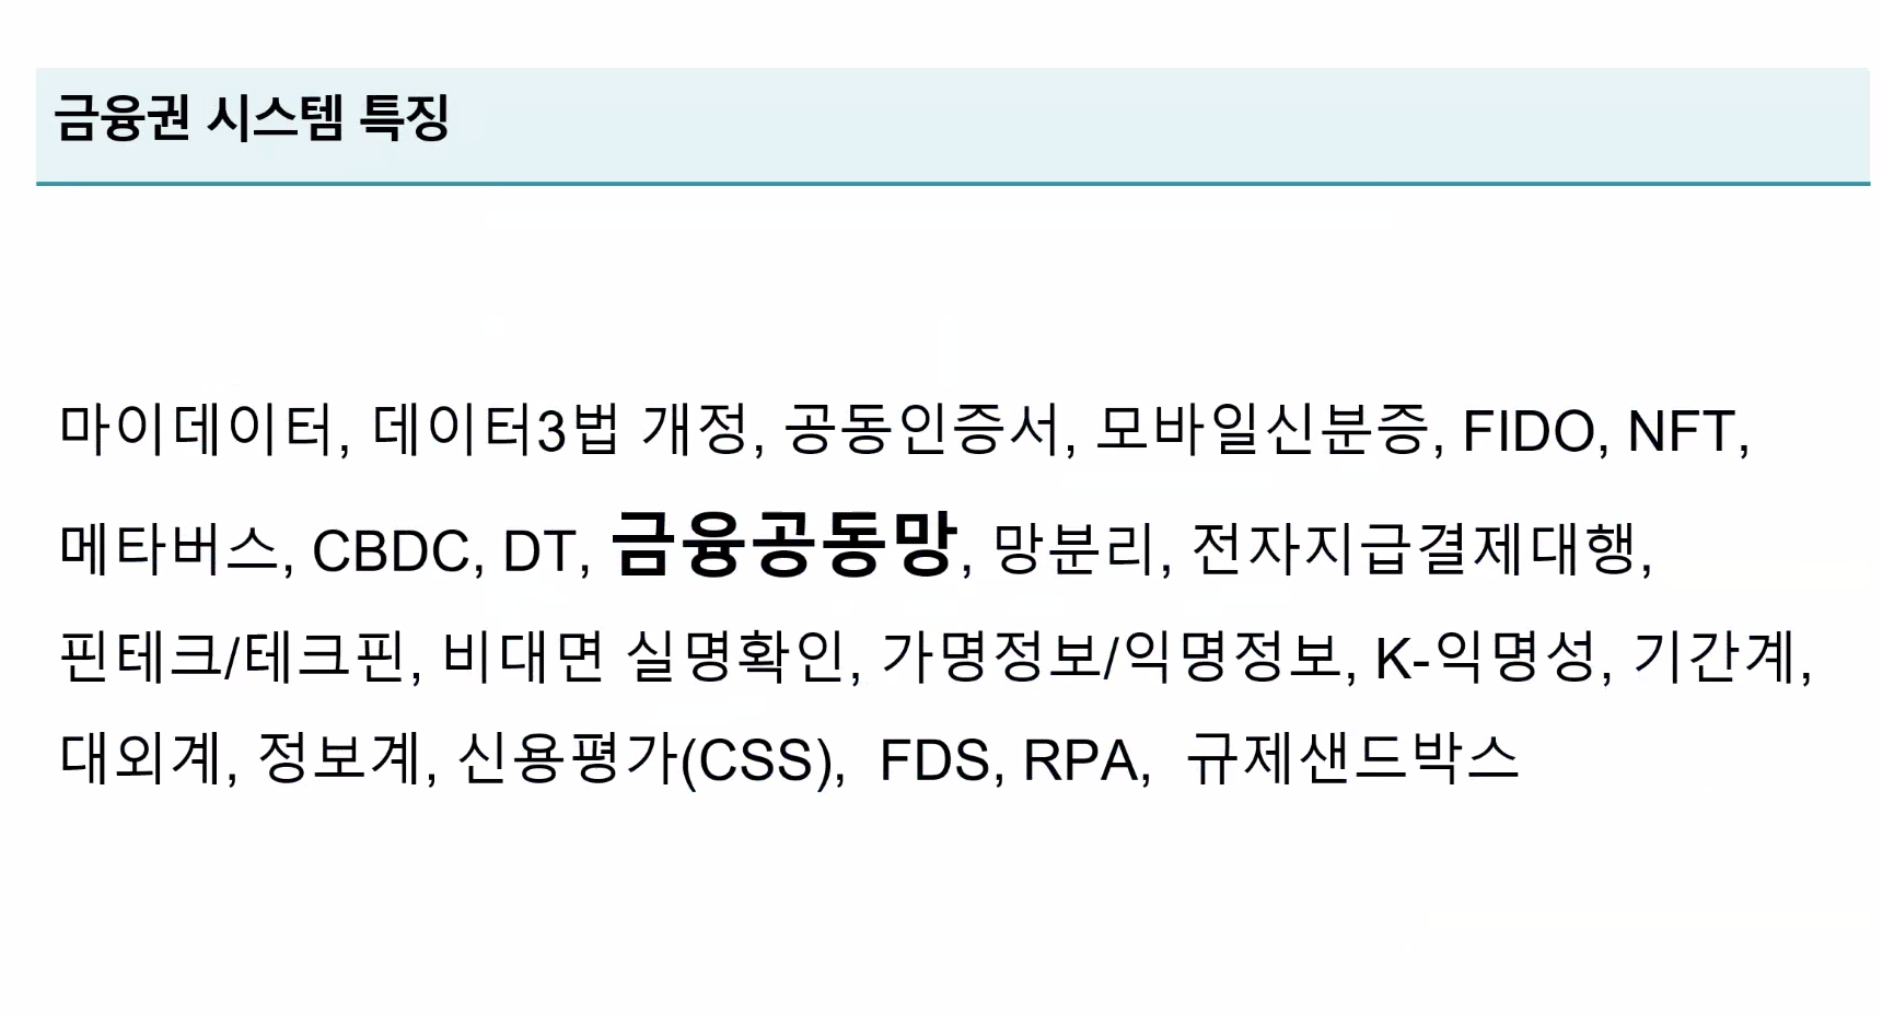 금융권 시스템 특징
마이데이터, 데이터3법 개정, 공동인증서, 모바일신분증, FIDO, NFT,
메타버스, CBDC, DT, 금융공동망, 망분리, 전자지급결제대행,
핀테크/테크핀, 비대면 실명확인, 가명정보/익명정보, K-익명성, 기간계,
대외계, 정보계, 신용평가(CSS), FDS, RPA, 규제샌드박스